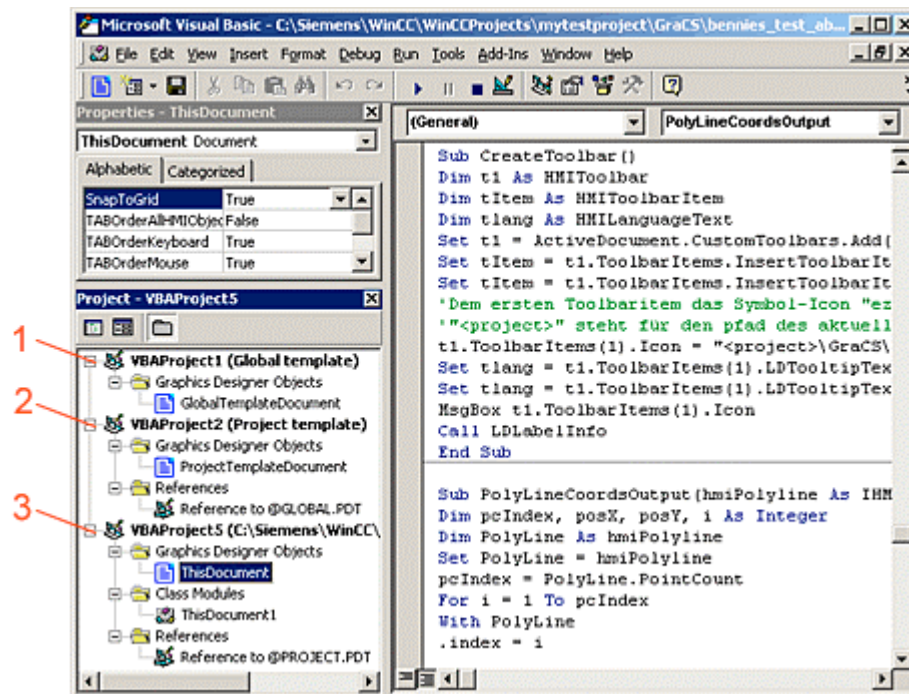 Microsoft Visual Basic - C:\Siemens\WinCC\WinCCProjects\mytestproject\GraCS\bennies_test_ab...
File Edit View Insert Format Debug Run Tools Add-Ins Window Help
Properties - ThisDocument
ThisDocument Document
Alphabetic Categorized
SnapToGrid True
TABOrderAllHMIObjec False
TABOrderKeyboard True
TABOrderMouse True
Project - VBAProject5
1
VBAProject1 (Global template)
Graphics Designer Objects
GlobalTemplateDocument
2
VBAProject2 (Project template)
Graphics Designer Objects
ProjectTemplateDocument
References
Reference to @GLOBAL.PDT
3
VBAProject5 (C:\Siemens\WinCC\
Graphics Designer Objects
ThisDocument
Class Modules
ThisDocument1
References
Reference to @PROJECT.PDT
(General) PolyLineCoordsOutput
Sub CreateToolbar()
Dim t1 As HMIToolbar
Dim tItem As HMIToolbarItem
Dim tlang As HMILanguageText
Set t1 = ActiveDocument.CustomToolbars.Add(
Set tItem = t1.ToolbarItems.InsertToolbarIt
Set tItem = t1.ToolbarItems.InsertToolbarIt
'Dem ersten Toolbaritem das Symbol-Icon "ez
'"<project>" steht für den pfad des aktuell
t1.ToolbarItems(1).Icon = "<project>\GraCS\
Set tlang = t1.ToolbarItems(1).LDTooltipTex
Set tlang = t1.ToolbarItems(1).LDTooltipTex
MsgBox t1.ToolbarItems(1).Icon
Call LDLabelInfo
End Sub
Sub PolyLineCoordsOutput(hmiPolyline As IHM
Dim pcIndex, posX, posY, i As Integer
Dim PolyLine As hmiPolyline
Set PolyLine = hmiPolyline
pcIndex = PolyLine.PointCount
For i = 1 To pcIndex
With PolyLine
.index = i